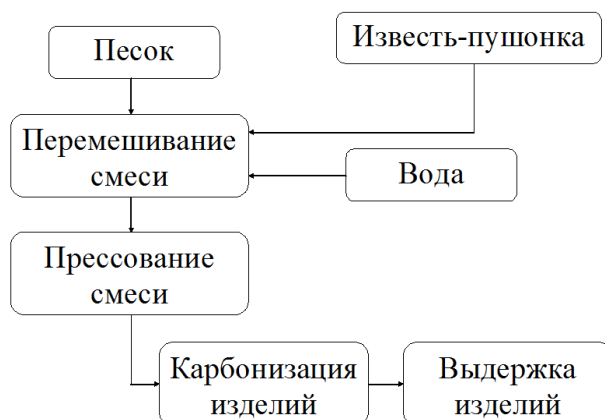 Песок
Известь-пушонка
Перемешивание
смеси
Вода
Прессование
смеси
Карбонизация
изделий
Выдержка
изделий